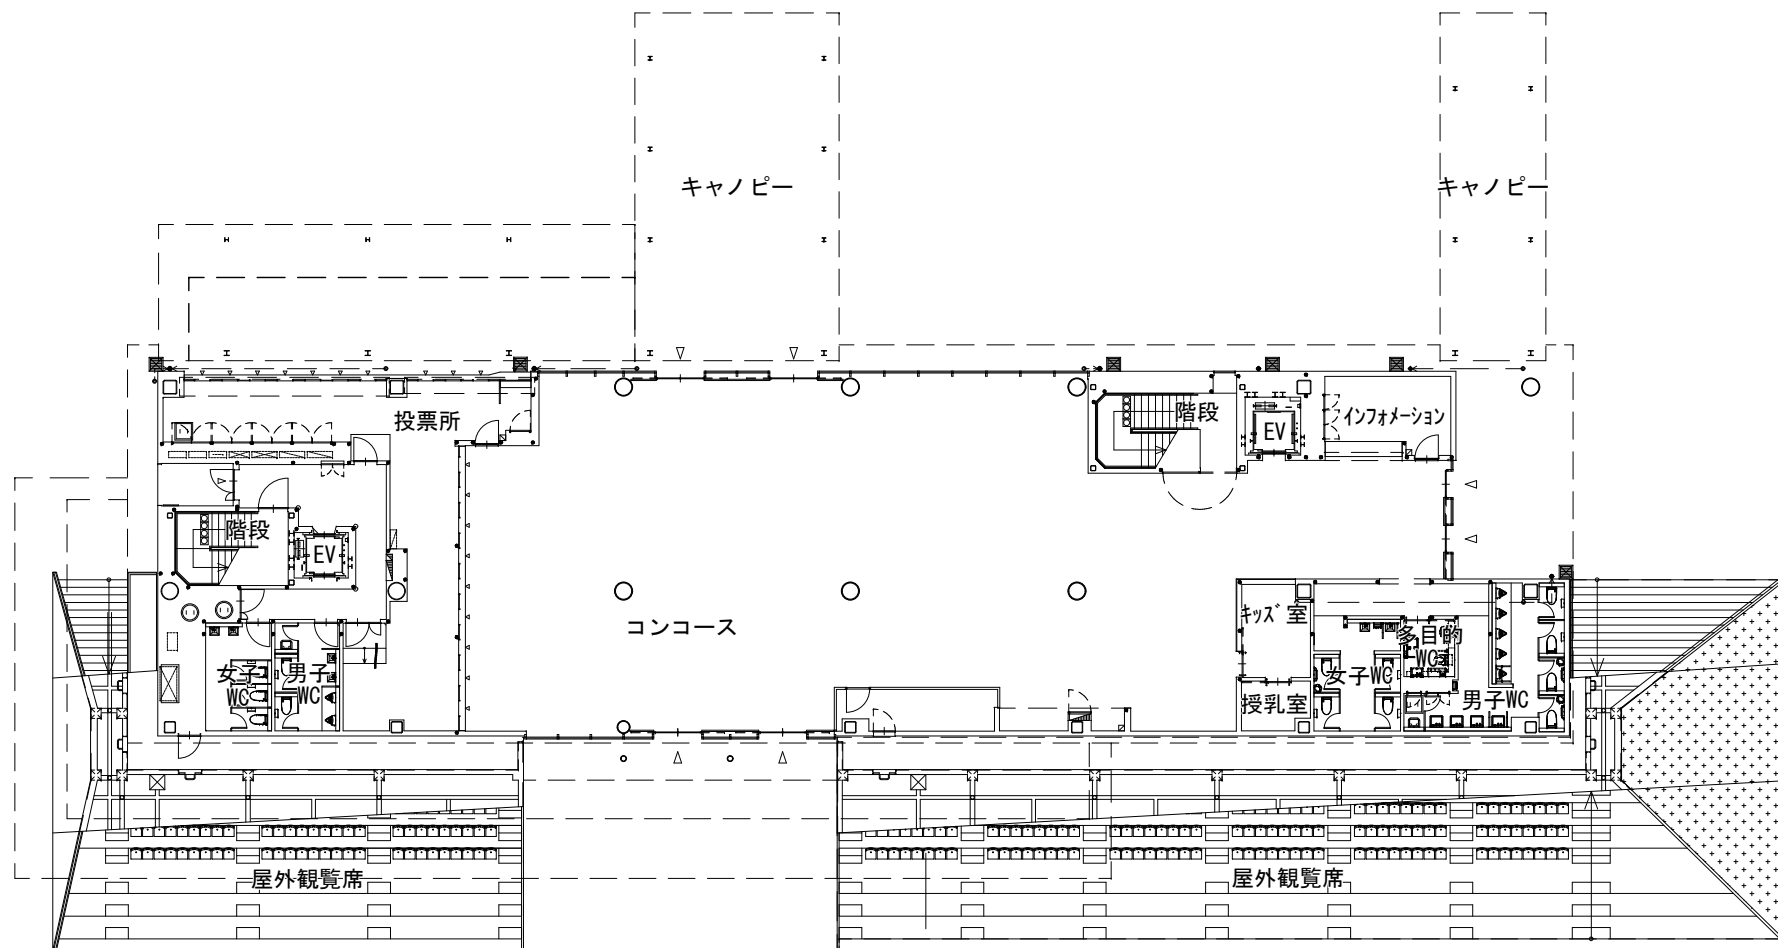 キャノピー
キャノピー
投票所
階段
EV
インフォメーション
階段
EV
コンコース
キッズ室
多目的
WC
女子
WC
男子
WC
女子WC
授乳室
男子WC
屋外観覧席
屋外観覧席